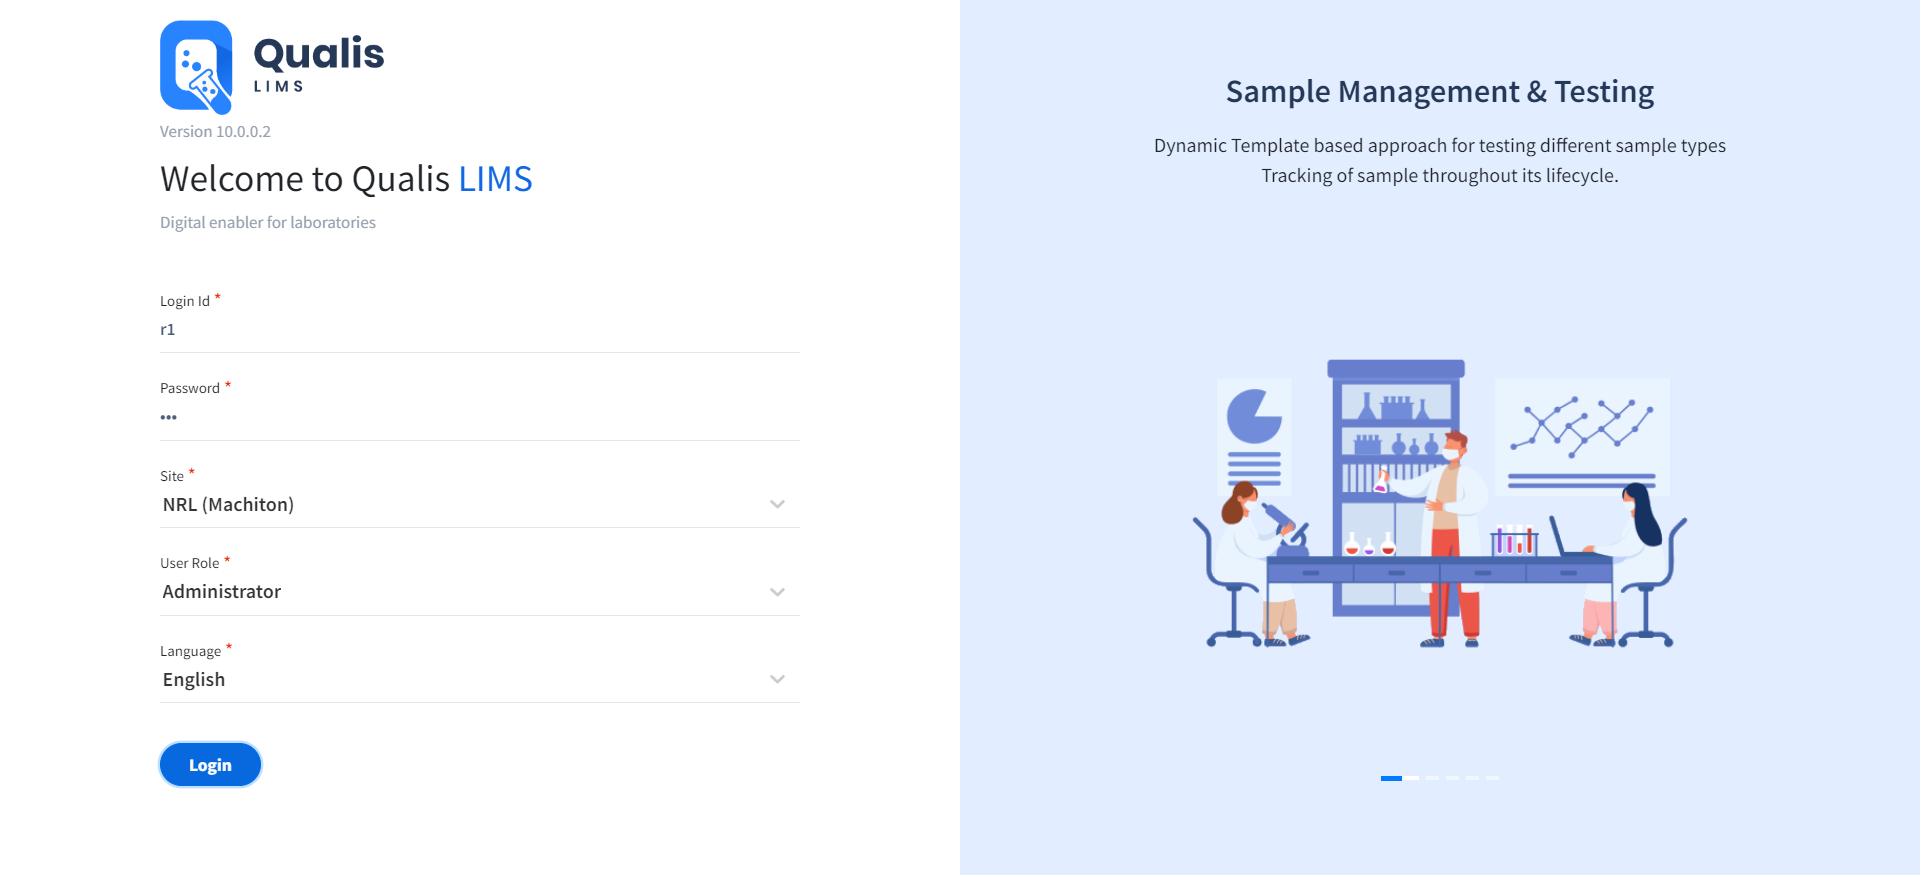 Qualis
LIMS
Version 10.0.0.2
Welcome to Qualis LIMS
Digital enabler for laboratories
Login Id *
r1
Password *
•••
Site *
NRL (Machiton)
User Role *
Administrator
Language *
English
Login
Sample Management & Testing
Dynamic Template based approach for testing different sample types
Tracking of sample throughout its lifecycle.